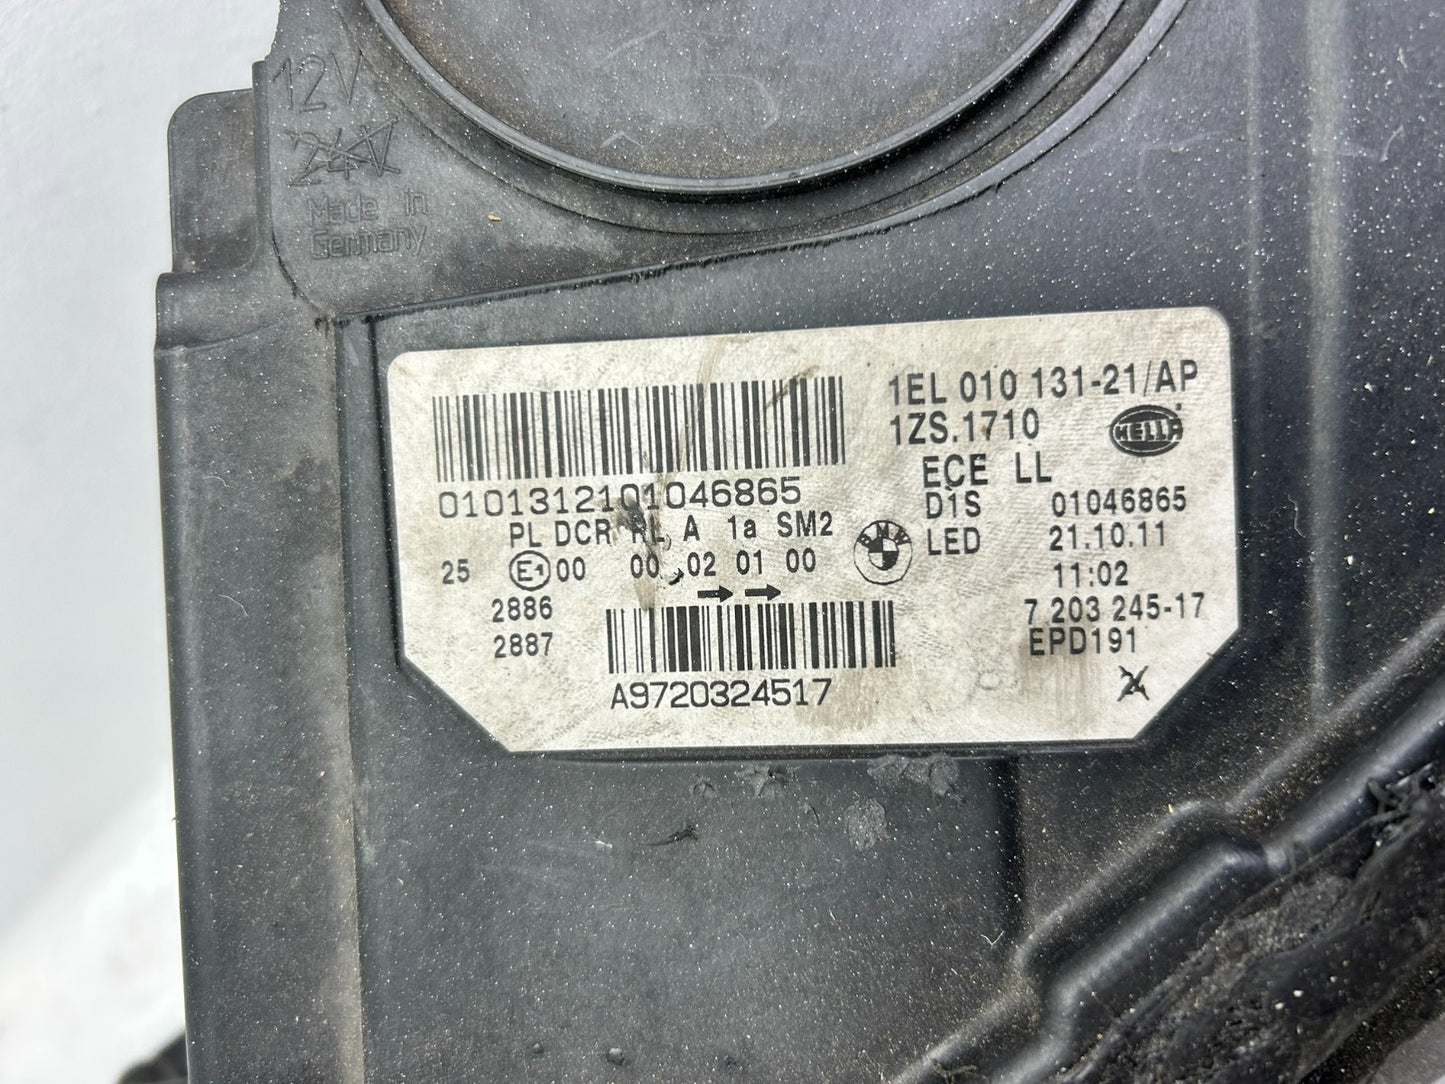 12V
24V
Made in
Germany
1EL 010 131-21/AP
1ZS.1710
HELLA
ECE LL
0101312101046865
D1S 01046865
PL DCR RL A 1a SM2
BMW
LED 21.10.11
25 E1 00 00 02 01 00
11:02
2886
7 203 245-17
2887
EPD191
A9720324517